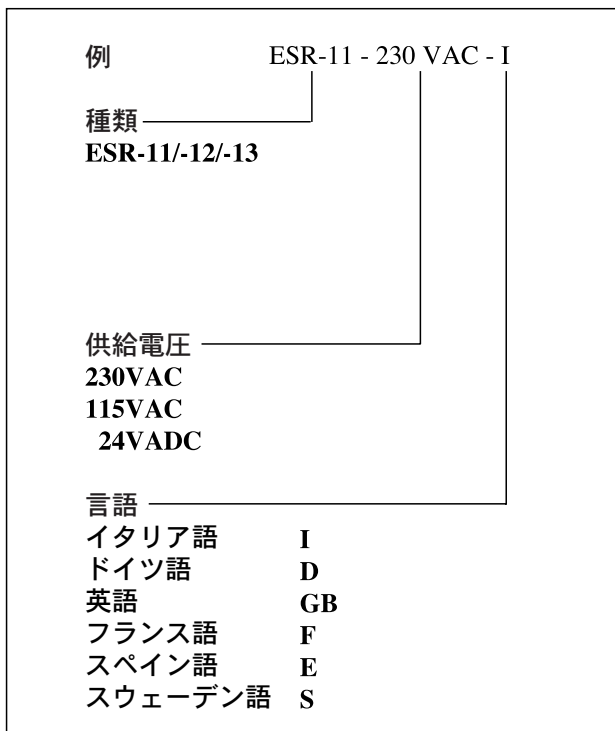 例 ESR-11 - 230 VAC - I
種類
ESR-11/-12/-13
供給電圧
230VAC
115VAC
24VADC
言語
イタリア語 I
ドイツ語 D
英語 GB
フランス語 F
スペイン語 E
スウェーデン語 S